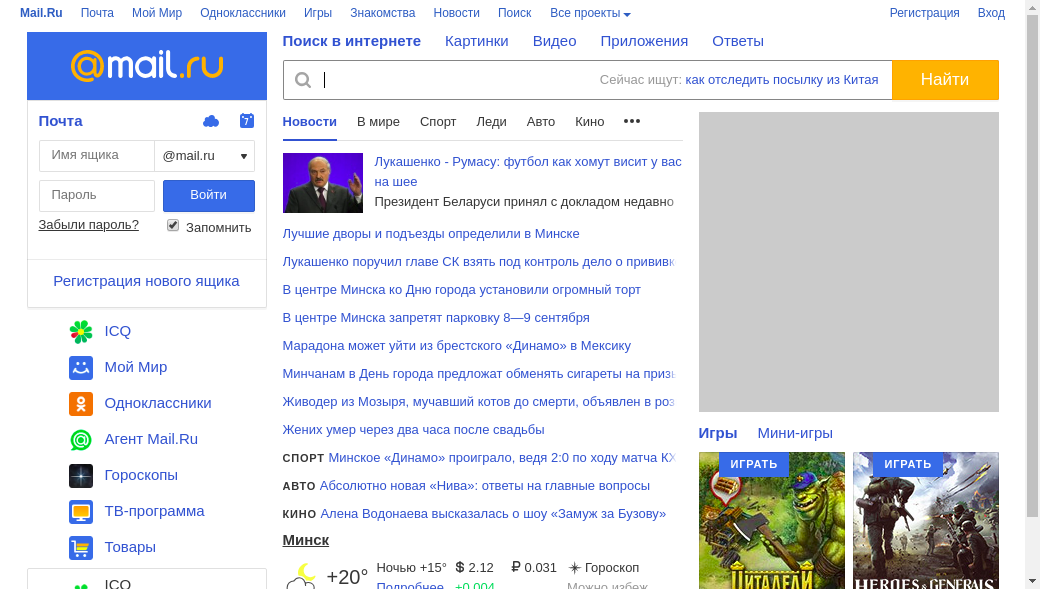 Mail.Ru Почта Мой Мир Одноклассники Игры Знакомства Новости Поиск Все проекты Регистрация Вход
@mail.ru
Поиск в интернете Картинки Видео Приложения Ответы
Сейчас ищут: как отследить посылку из Китая Найти
Почта
7
Имя ящика @mail.ru
Пароль Войти
Забыли пароль? Запомнить
Регистрация нового ящика
ICQ
Мой Мир
Одноклассники
Агент Mail.Ru
Гороскопы
ТВ-программа
Товары
ICQ
Новости В мире Спорт Леди Авто Кино •••
Лукашенко - Румасу: футбол как хомут висит у вас
на шее
Президент Беларуси принял с докладом недавно
Лучшие дворы и подъезды определили в Минске
Лукашенко поручил главе СК взять под контроль дело о привив
В центре Минска ко Дню города установили огромный торт
В центре Минска запретят парковку 8—9 сентября
Марадона может уйти из брестского «Динамо» в Мексику
Минчанам в День города предложат обменять сигареты на приз
Живодер из Мозыря, мучавший котов до смерти, объявлен в роз
Жених умер через два часа после свадьбы
СПОРТ Минское «Динамо» проиграло, ведя 2:0 по ходу матча КХ
АВТО Абсолютно новая «Нива»: ответы на главные вопросы
КИНО Алена Водонаева высказалась о шоу «Замуж за Бузову»
Минск
+20° Ночью +15° $ 2.12 ₽ 0.031 Гороскоп
Подробнее +0.004 Можно избеж
Игры Мини-игры
ИГРАТЬ ИГРАТЬ
ЦИТАДЕЛИ HEROES & GENERALS